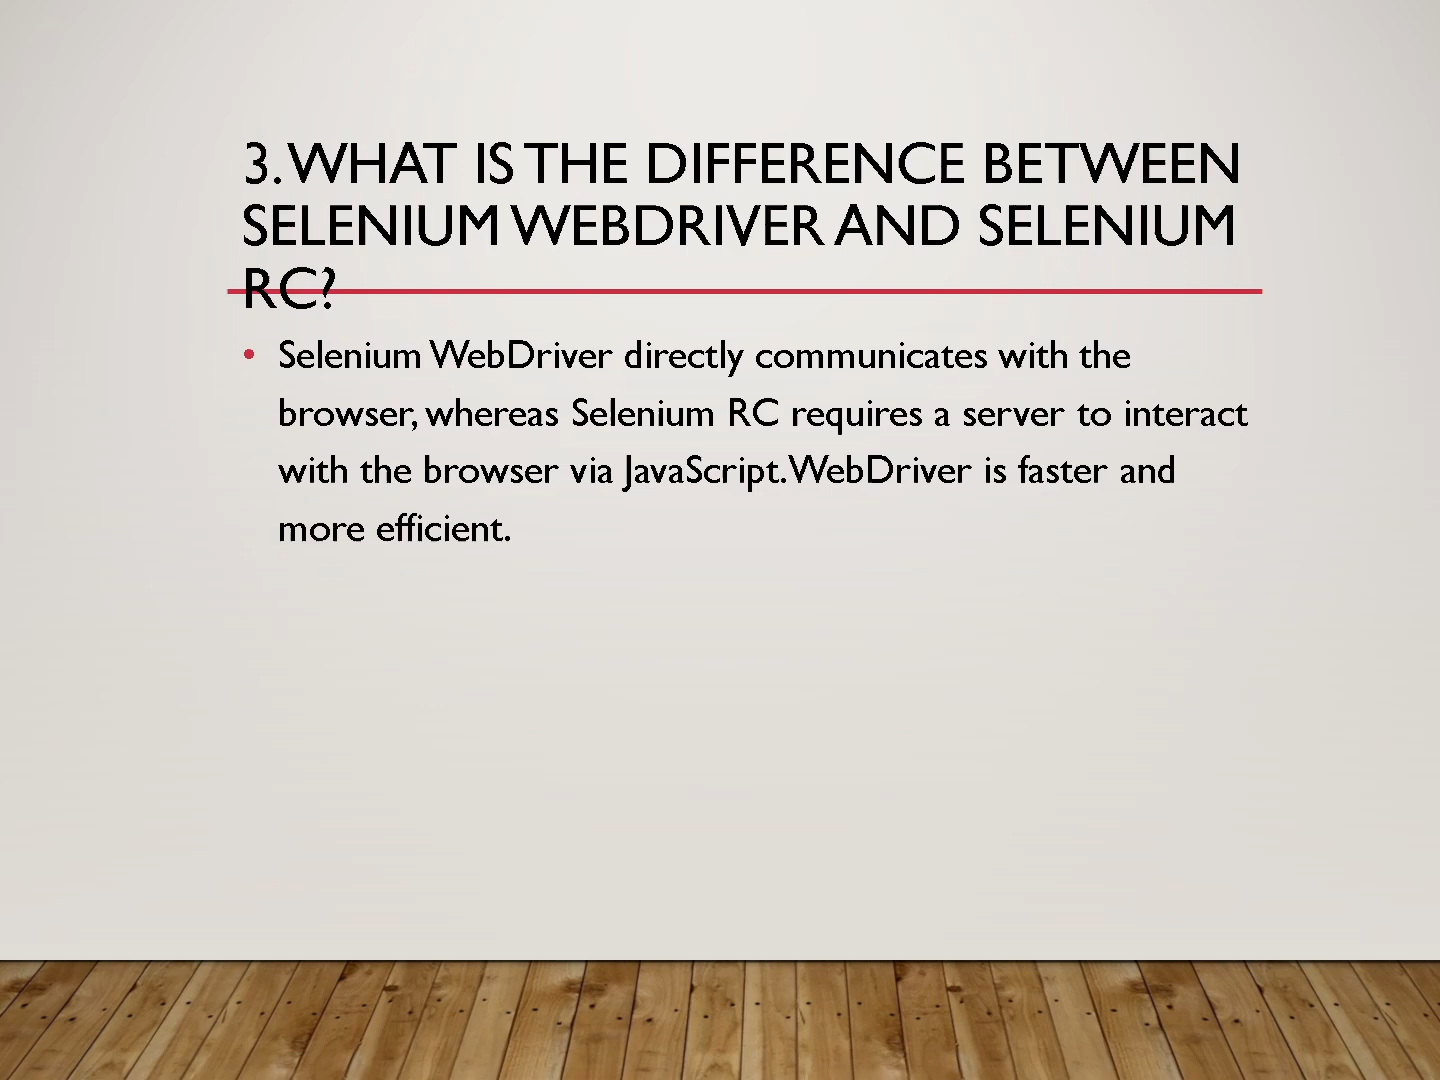 3. WHAT IS THE DIFFERENCE BETWEEN
SELENIUM WEBDRIVER AND SELENIUM
RC?
• Selenium WebDriver directly communicates with the
browser, whereas Selenium RC requires a server to interact
with the browser via JavaScript. WebDriver is faster and
more efficient.